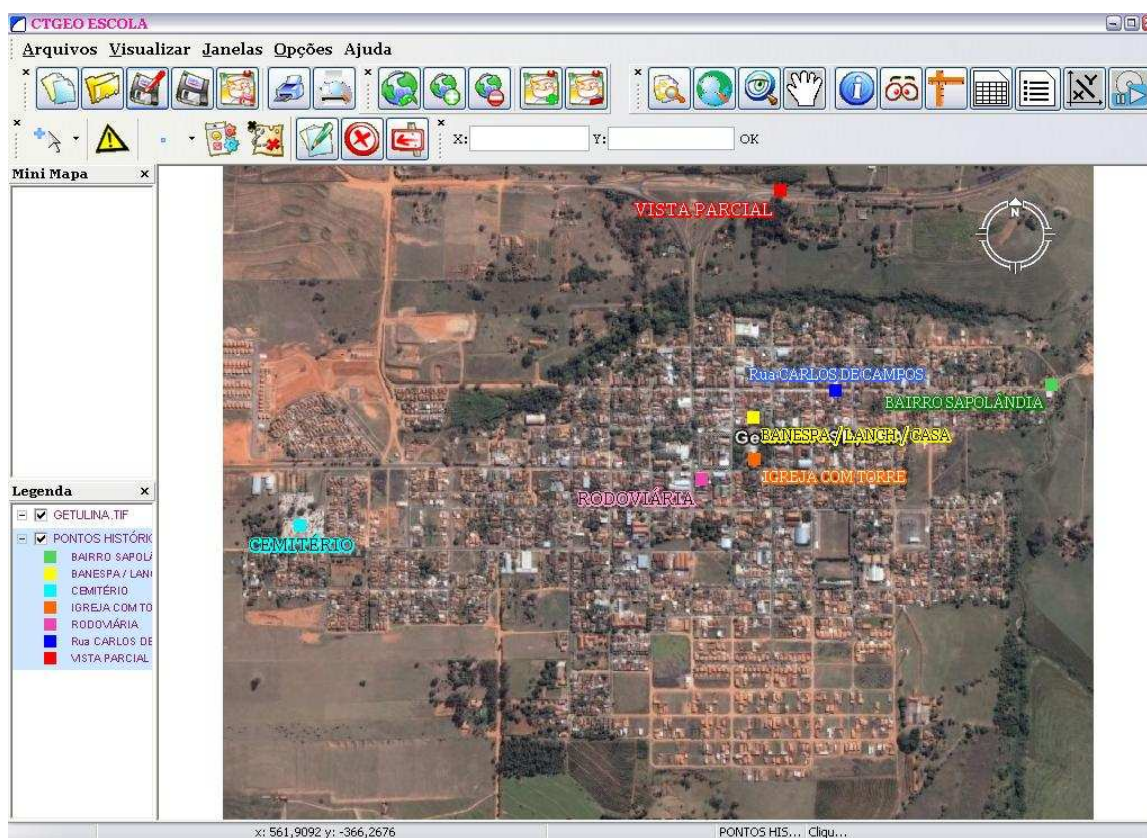 CTGEO ESCOLA
Arquivos Visualizar Janelas Opções Ajuda
X: Y: OK
Mini Mapa x
VISTA PARCIAL
N
Rua CARLOS DE CAMPOS
BAIRRO SAPOLÂNDIA
Ge BANESPA / LANCH / CASA
IGREJA COM TORRE
RODOVIÁRIA
CEMITÉRIO
Legenda x
GETULINA.TIF
PONTOS HISTÓRIC
BAIRRO SAPOLÂ
BANESPA / LAN
CEMITÉRIO
IGREJA COM TO
RODOVIÁRIA
Rua CARLOS DE
VISTA PARCIAL
x: 561,9092 y: -366,2676 PONTOS HIS... Cliqu...